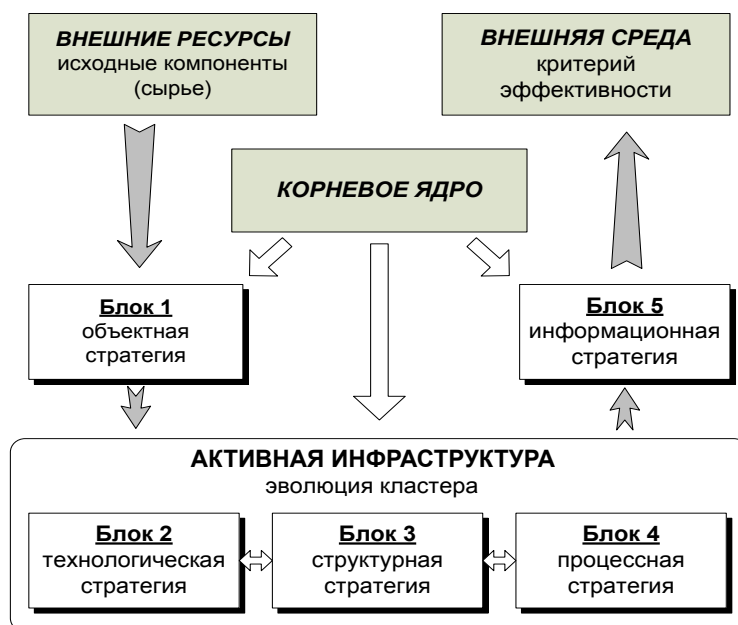 ВНЕШНИЕ РЕСУРСЫ
исходные компоненты
(сырье)
ВНЕШНЯЯ СРЕДА
критерий
эффективности
КОРНЕВОЕ ЯДРО
Блок 1
объектная
стратегия
Блок 5
информационная
стратегия
АКТИВНАЯ ИНФРАСТРУКТУРА
эволюция кластера
Блок 2
технологическая
стратегия
Блок 3
структурная
стратегия
Блок 4
процессная
стратегия